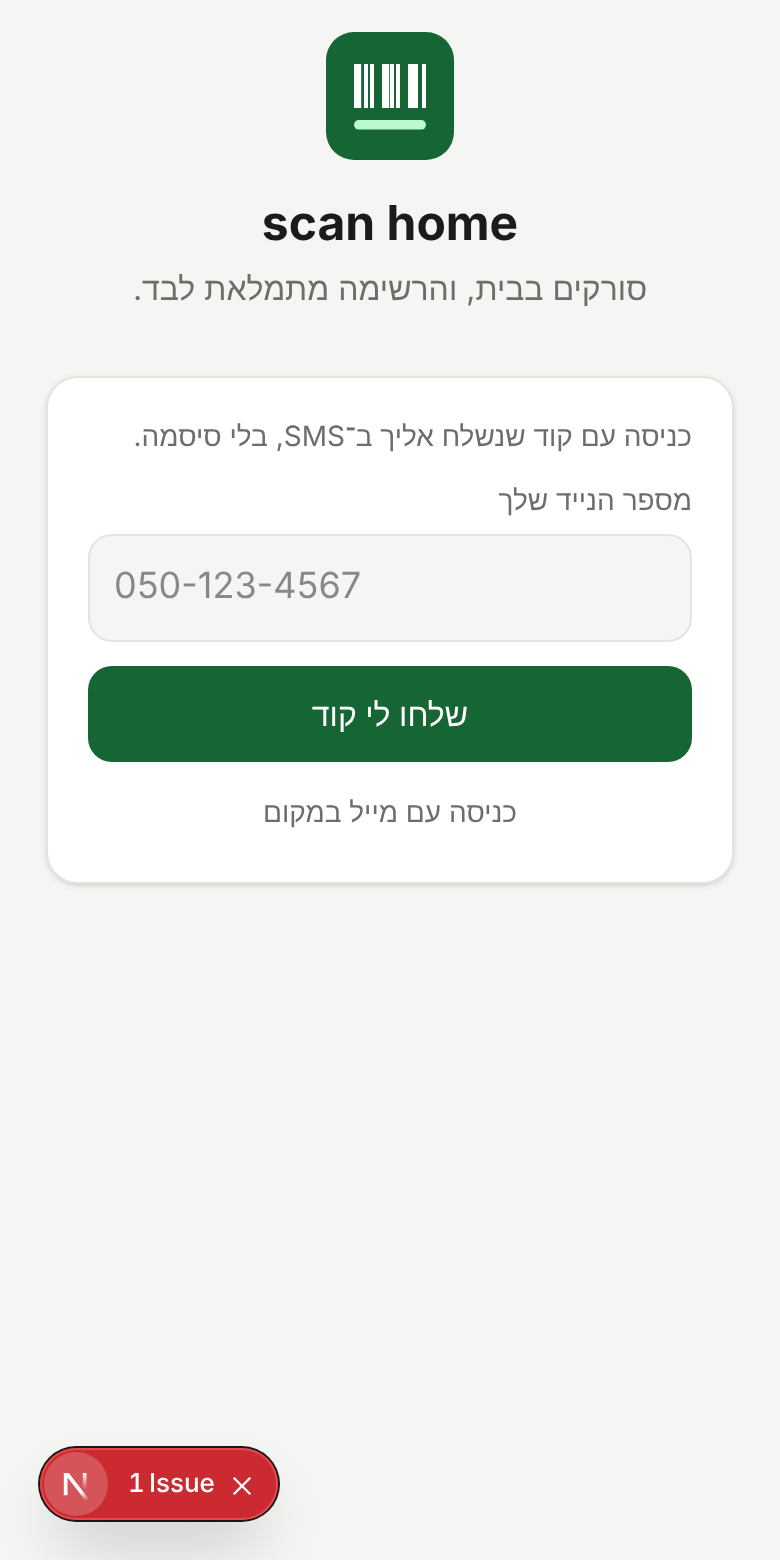 scan home
סורקים בבית, והרשימה מתמלאת לבד.
כניסה עם קוד שנשלח אליך ב־SMS, בלי סיסמה.
מספר הנייד שלך
050-123-4567
שלחו לי קוד
כניסה עם מייל במקום
N 1 Issue